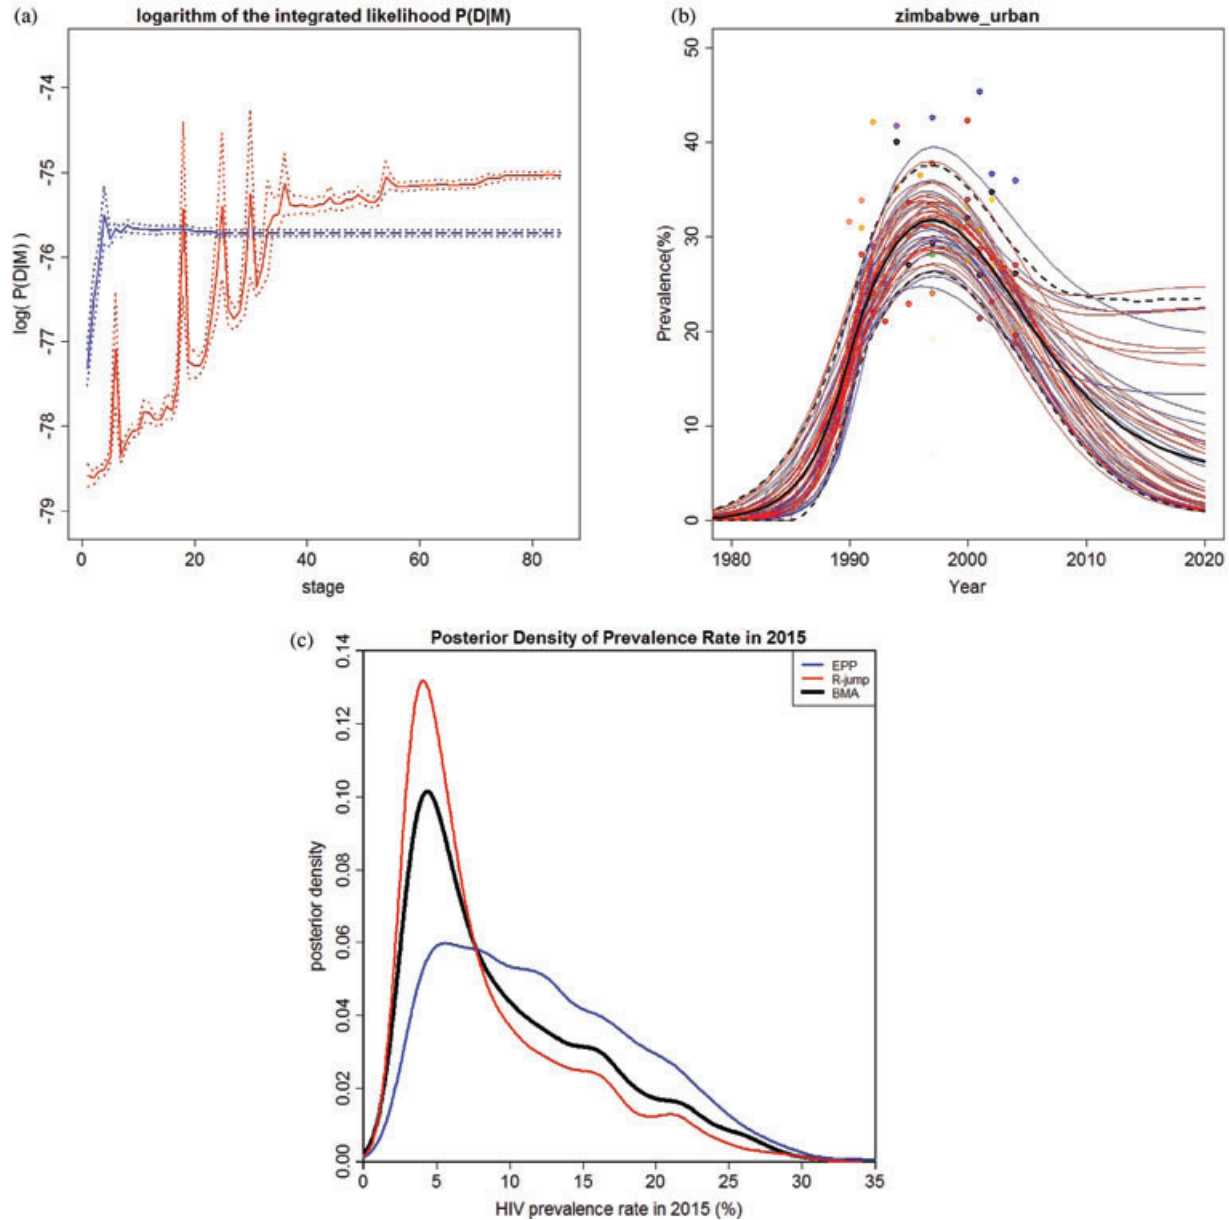 (a)
logarithm of the integrated likelihood P(D|M)
log( P(D|M) )
-74
-75
-76
-77
-78
-79
0
20
40
60
80
stage
(b)
zimbabwe_urban
Prevalence(%)
50
40
30
20
10
0
1980
1990
2000
2010
2020
Year
(c)
Posterior Density of Prevalence Rate in 2015
posterior density
0.14
0.12
0.10
0.08
0.06
0.04
0.02
0.00
EPP
R-jump
BMA
0
5
10
15
20
25
30
35
HIV prevalence rate in 2015 (%)